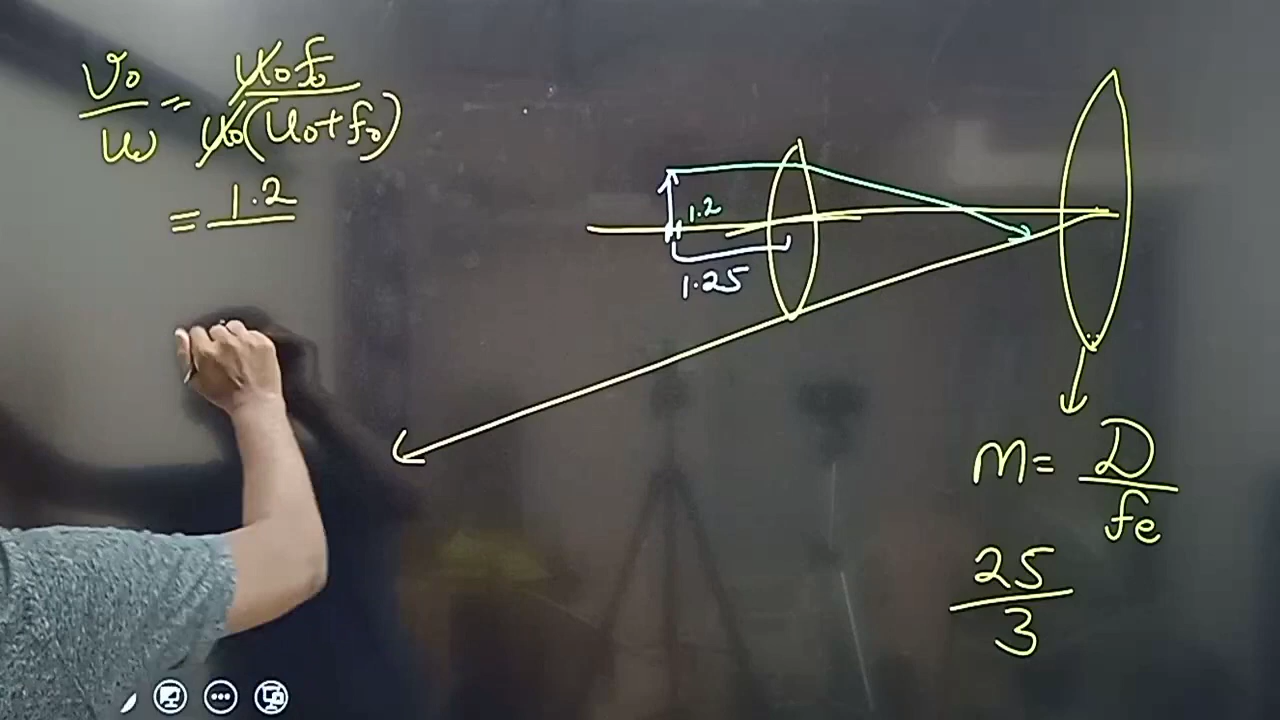 v₀/u₀ = u₀f₀/u₀(u₀+f₀)
= 1.2
1.2
1.25
m = D/fe
25/3